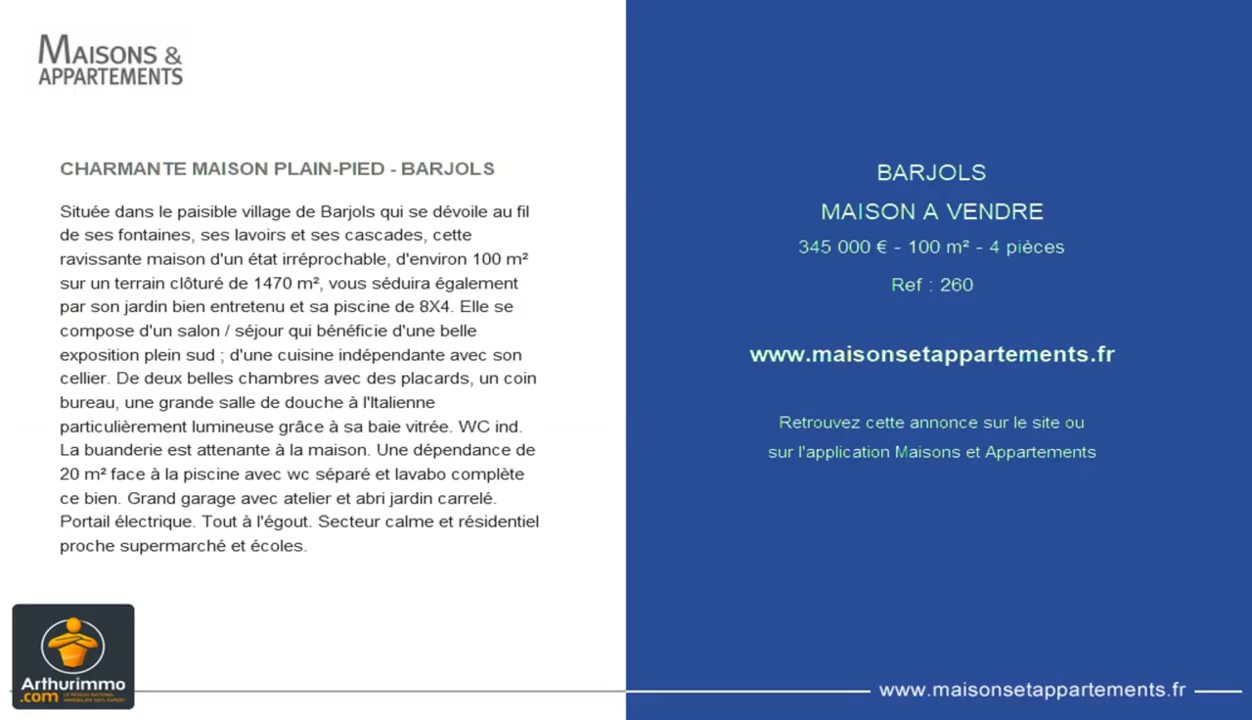 MAISONS &
APPARTEMENTS
CHARMANTE MAISON PLAIN-PIED - BARJOLS
Située dans le paisible village de Barjols qui se dévoile au fil
de ses fontaines, ses lavoirs et ses cascades, cette
ravissante maison d'un état irréprochable, d'environ 100 m²
sur un terrain clôturé de 1470 m², vous séduira également
par son jardin bien entretenu et sa piscine de 8X4. Elle se
compose d'un salon / séjour qui bénéficie d'une belle
exposition plein sud ; d'une cuisine indépendante avec son
cellier. De deux belles chambres avec des placards, un coin
bureau, une grande salle de douche à l'Italienne
particulièrement lumineuse grâce à sa baie vitrée. WC ind.
La buanderie est attenante à la maison. Une dépendance de
20 m² face à la piscine avec wc séparé et lavabo complète
ce bien. Grand garage avec atelier et abri jardin carrelé.
Portail électrique. Tout à l'égout. Secteur calme et résidentiel
proche supermarché et écoles.
Arthurimmo
.com
BARJOLS
MAISON A VENDRE
345 000 € - 100 m² - 4 pièces
Ref : 260
www.maisonsetappartements.fr
Retrouvez cette annonce sur le site ou
sur l'application Maisons et Appartements
www.maisonsetappartements.fr